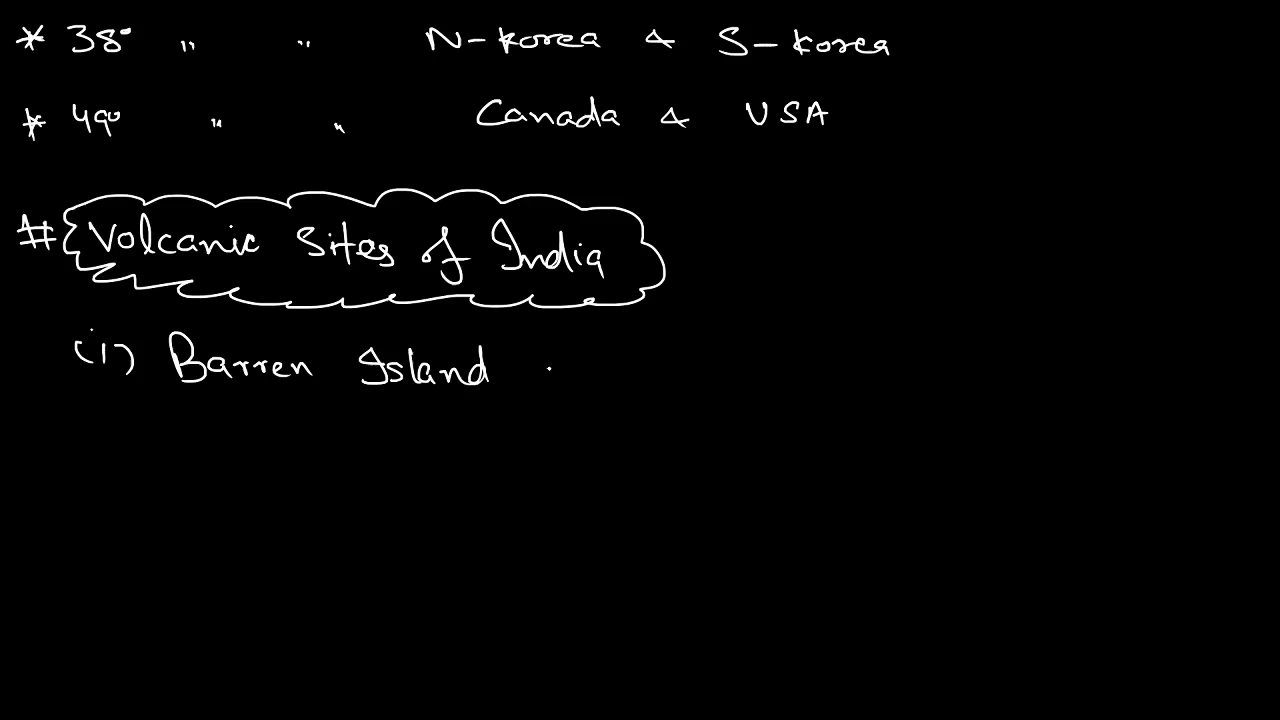 * 38° " " N-Korea & S-Korea
* 49° " " Canada & USA
# Volcanic Sites of India
(1) Barren Island